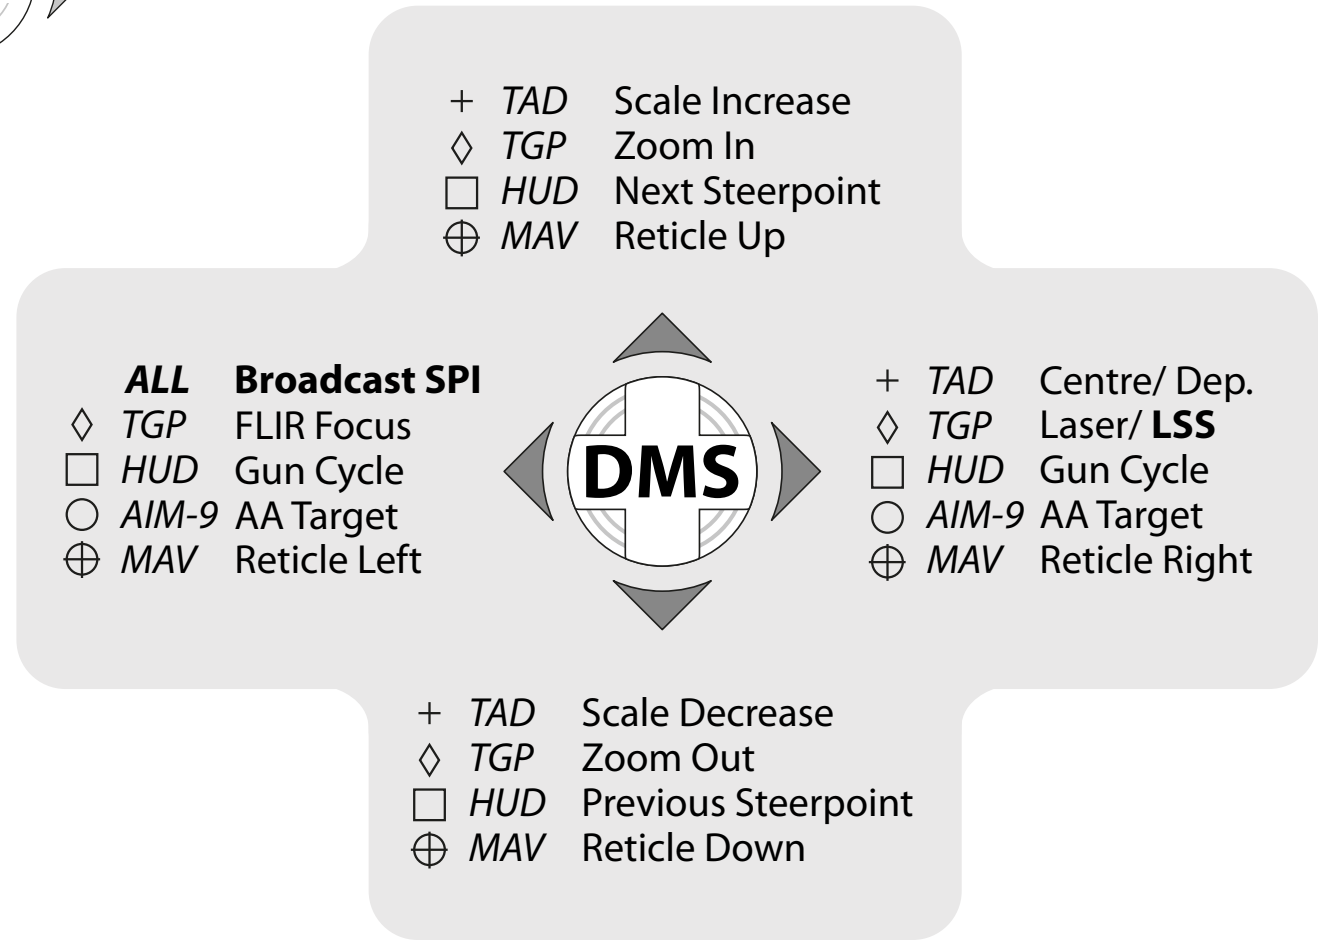 + TAD Scale Increase
◊ TGP Zoom In
□ HUD Next Steerpoint
⊕ MAV Reticle Up
ALL Broadcast SPI
◊ TGP FLIR Focus
□ HUD Gun Cycle
○ AIM-9 AA Target
⊕ MAV Reticle Left
DMS
+ TAD Centre/ Dep.
◊ TGP Laser/ LSS
□ HUD Gun Cycle
○ AIM-9 AA Target
⊕ MAV Reticle Right
+ TAD Scale Decrease
◊ TGP Zoom Out
□ HUD Previous Steerpoint
⊕ MAV Reticle Down